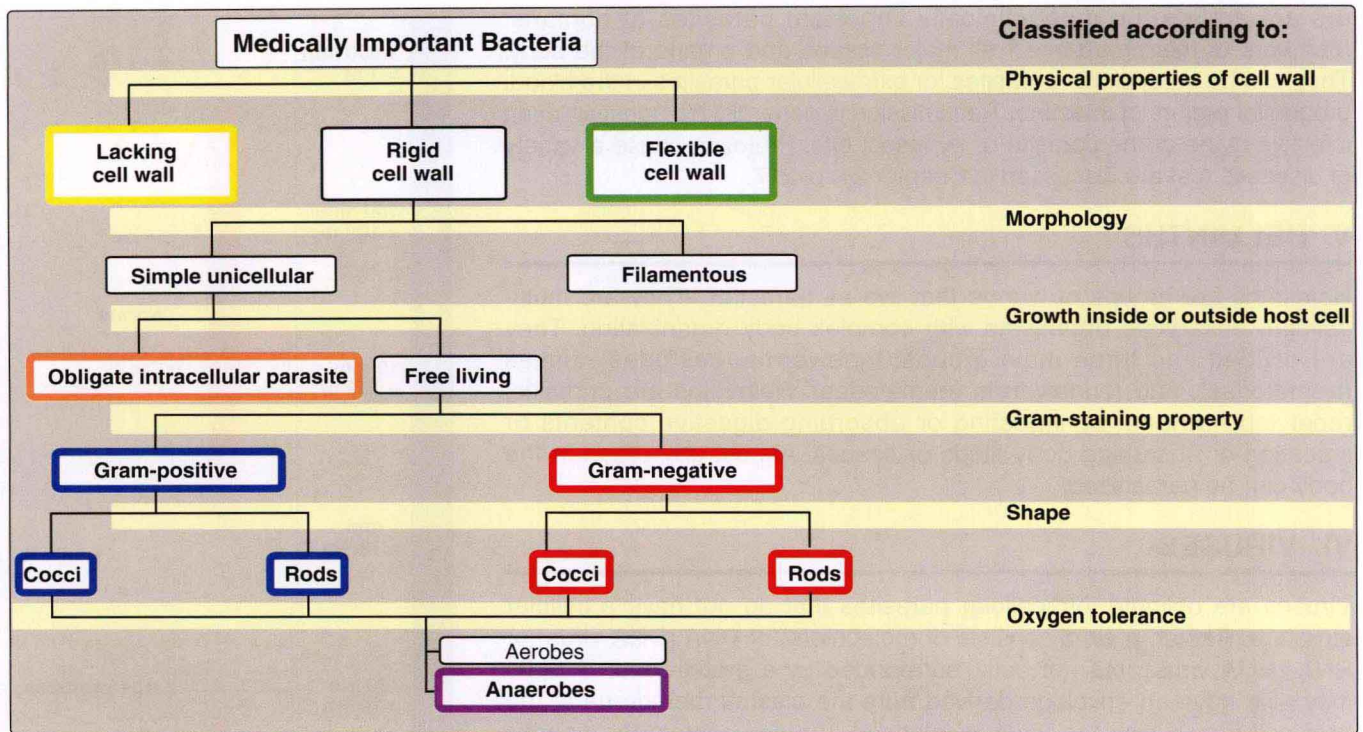 Medically Important Bacteria
Classified according to:
Physical properties of cell wall
Lacking
cell wall
Rigid
cell wall
Flexible
cell wall
Morphology
Simple unicellular
Filamentous
Growth inside or outside host cell
Obligate intracellular parasite
Free living
Gram-staining property
Gram-positive
Gram-negative
Shape
Cocci
Rods
Cocci
Rods
Oxygen tolerance
Aerobes
Anaerobes